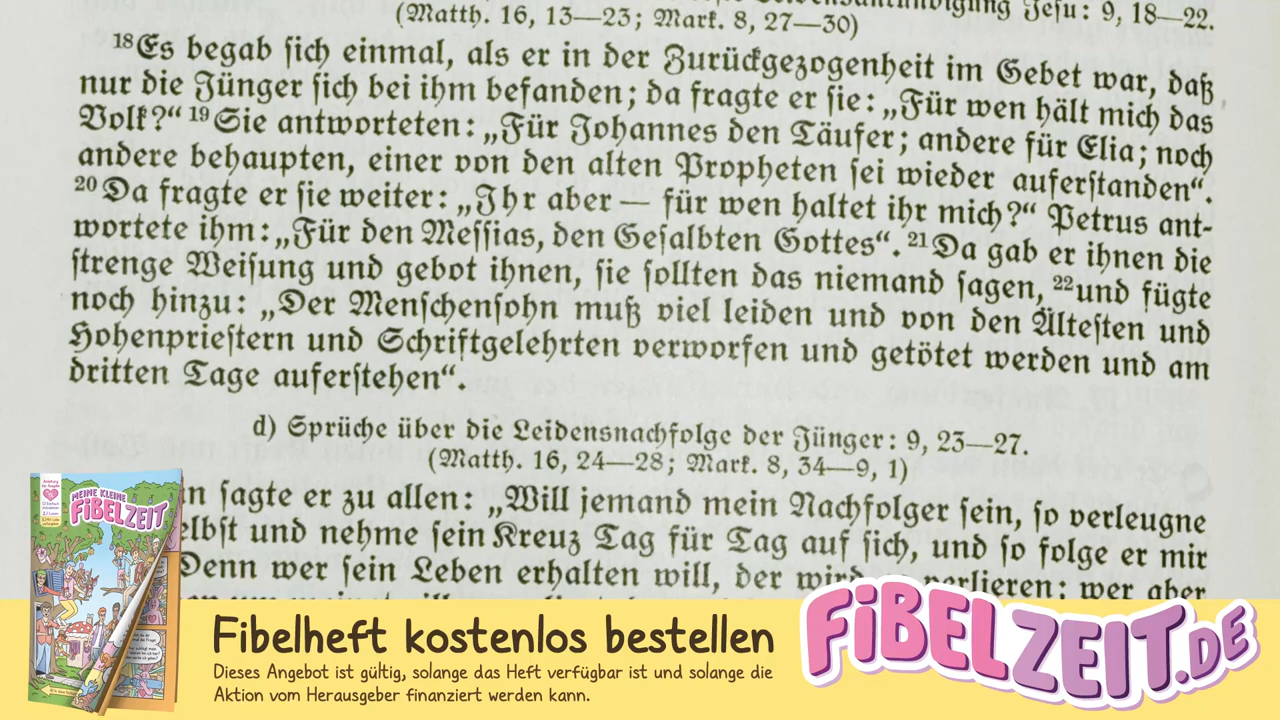 Jesu: 9, 18—22.
(Matth. 16, 13—23; Mark. 8, 27—30)
18Es begab sich einmal, als er in der Zurückgezogenheit im Gebet war, daß
nur die Jünger sich bei ihm befanden; da fragte er sie: „Für wen hält mich das
Volk?“ 19Sie antworteten: „Für Johannes den Täufer; andere für Elia; noch
andere behaupten, einer von den alten Propheten sei wieder auferstanden“.
20Da fragte er sie weiter: „Ihr aber — für wen haltet ihr mich?“ Petrus ant-
wortete ihm: „Für den Messias, den Gesalbten Gottes“. 21Da gab er ihnen die
strenge Weisung und gebot ihnen, sie sollten das niemand sagen, 22und fügte
noch hinzu: „Der Menschensohn muß viel leiden und von den Ältesten und
Hohenpriestern und Schriftgelehrten verworfen und getötet werden und am
dritten Tage auferstehen“.
d) Sprüche über die Leidensnachfolge der Jünger: 9, 23—27.
(Matth. 16, 24—28; Mark. 8, 34—9, 1)
sagte er zu allen: „Will jemand mein Nachfolger sein, so verleugne
und nehme sein Kreuz Tag für Tag auf sich, und so folge er mir
Denn wer sein Leben erhalten will, der wird verlieren; wer aber
MEINE KLEINE
FIBELZEIT
Fibelheft kostenlos bestellen
Dieses Angebot ist gültig, solange das Heft verfügbar ist und solange die
Aktion vom Herausgeber finanziert werden kann.
FIBELZEIT.DE